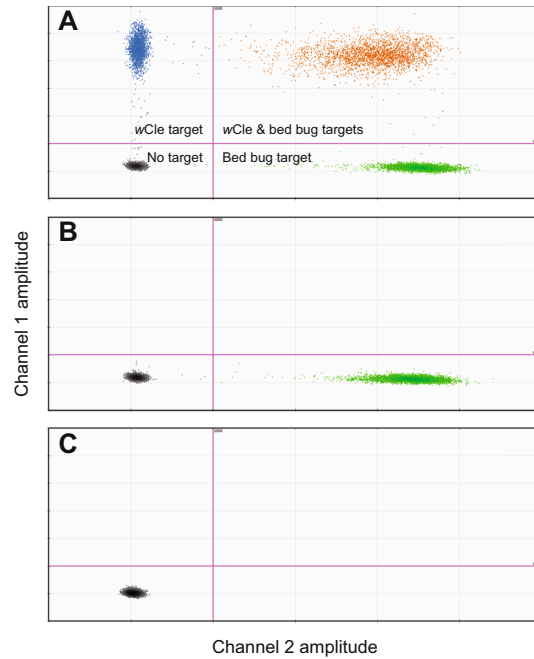 A
wCle target
wCle & bed bug targets
No target
Bed bug target
B
C
Channel 1 amplitude
Channel 2 amplitude